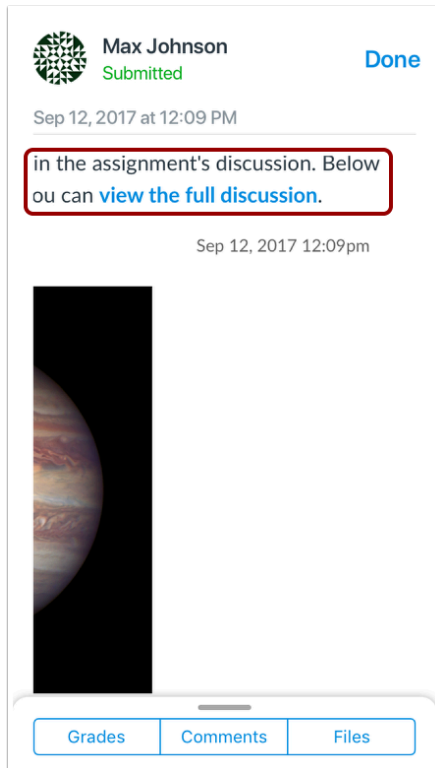 Max Johnson
Submitted
Done
Sep 12, 2017 at 12:09 PM
in the assignment's discussion. Below
ou can view the full discussion.
Sep 12, 2017 12:09pm
Grades
Comments
Files